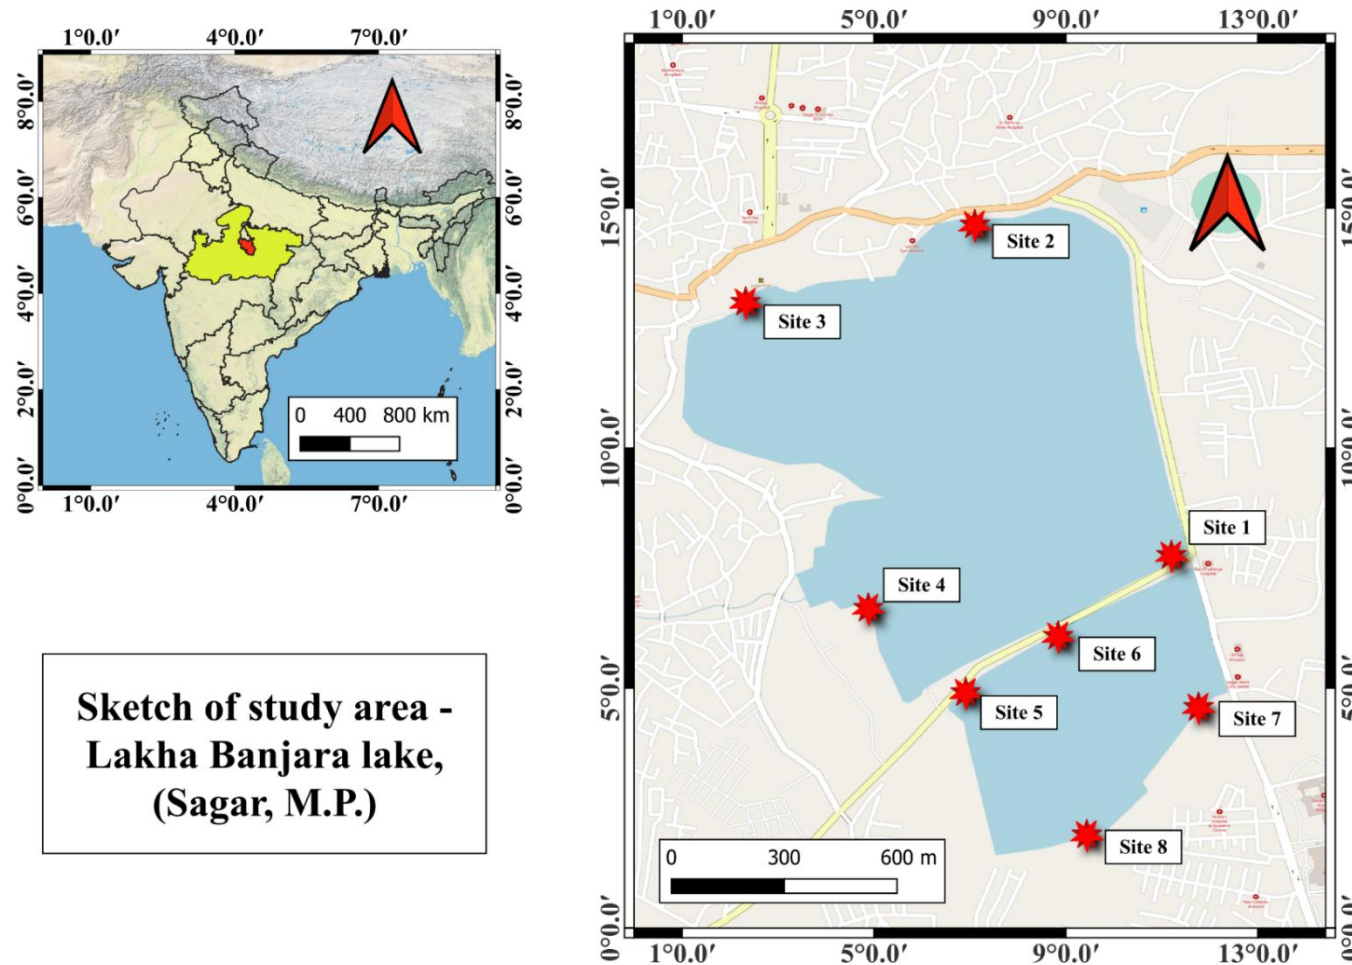 1°0.0′ 4°0.0′ 7°0.0′
8°0.0′ 8°0.0′
6°0.0′ 6°0.0′
4°0.0′ 4°0.0′
2°0.0′ 2°0.0′
0°0.0′ 0°0.0′
0 400 800 km
1°0.0′ 4°0.0′ 7°0.0′
Sketch of study area -
Lakha Banjara lake,
(Sagar, M.P.)
1°0.0′ 5°0.0′ 9°0.0′ 13°0.0′
15°0.0′ 15°0.0′
Site 2
Site 3
10°0.0′ 10°0.0′
Site 1
Site 4
Site 6
5°0.0′ 5°0.0′
Site 5
Site 7
Site 8
0 300 600 m
0°0.0′ 0°0.0′
1°0.0′ 5°0.0′ 9°0.0′ 13°0.0′